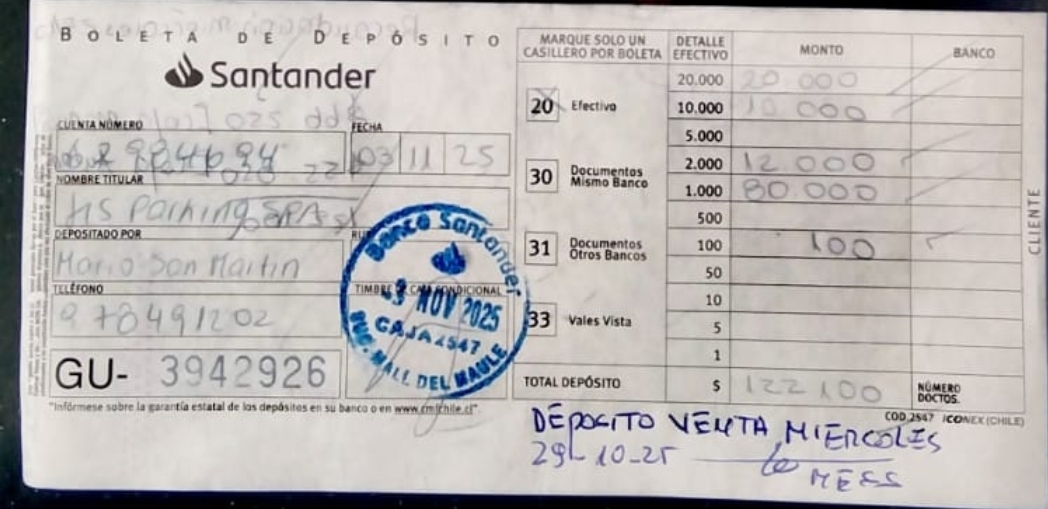 BOLETA DE DEPÓSITO
Santander
CUENTA NÚMERO
FECHA
03 11 25
NOMBRE TITULAR
HS Parking SPA
DEPOSITADO POR
Mario San Martin
TELÉFONO
978491202
GU- 3942926
"Infórmese sobre la garantía estatal de los depósitos en su banco o en www.cmfchile.cl".
Banco Santander
TIMBRE DE CAJA CONDICIONAL
-3 NOV 2025
CAJA 2547
SUC. MALL DEL MAULE
MARQUE SOLO UN CASILLERO POR BOLETA
20 Efectivo
30 Documentos Mismo Banco
31 Documentos Otros Bancos
33 Vales Vista
DETALLE EFECTIVO MONTO BANCO
20.000 20 000
10.000 10.000
5.000
2.000 12.000
1.000 80.000
500
100 100
50
10
5
1
TOTAL DEPÓSITO $ 122.100 NÚMERO DOCTOS.
CLIENTE
COD.2547 ICONEX (CHILE)
DEPOSITO VENTA MIERCOLES
29-10-25